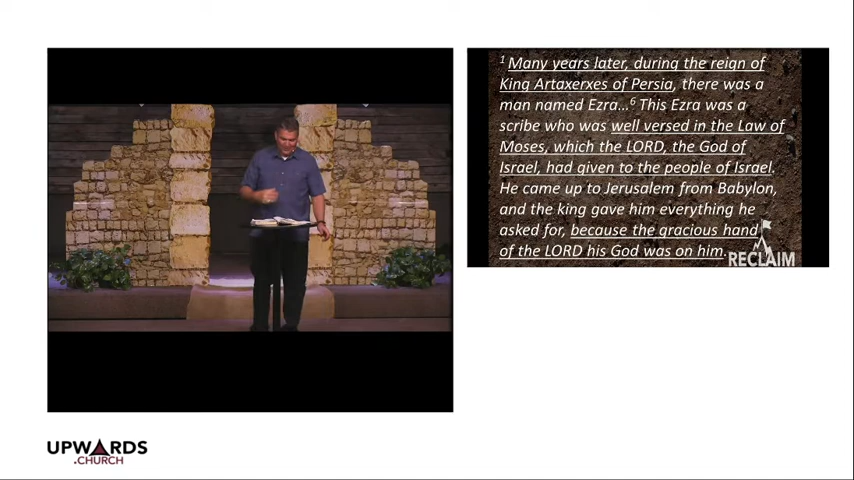 1 Many years later, during the reign of
King Artaxerxes of Persia, there was a
man named Ezra...6 This Ezra was a
scribe who was well versed in the Law of
Moses, which the LORD, the God of
Israel, had given to the people of Israel.
He came up to Jerusalem from Babylon,
and the king gave him everything he
asked for, because the gracious hand
of the LORD his God was on him.
RECLAIM
UPWARDS
.CHURCH